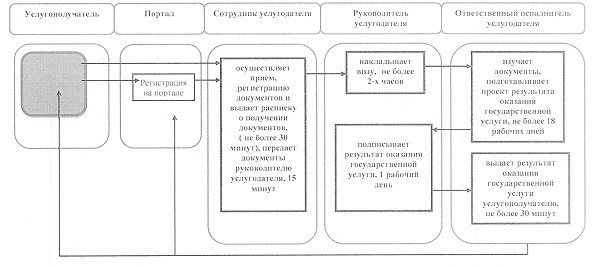 Услугополучатель
Портал
Сотрудник услугодателя
Руководитель
услугодателя
Ответственный исполнитель
услугодателя
Регистрация
на портале
осуществляет
прием,
регистрацию
документов и
выдает расписку
о получении
документов,
( не более 30
минут), передает
документы
руководителю
услугодателя, 15
минут
накладывает
визу, не более
2-х часов
изучает
документы,
подготавливает
проект результата
оказания
государственной
услуги, не более 18
рабочих дней
подписывает
результат оказания
государственной
услуги, 1 рабочий
день
выдает результат
оказания
государственной
услуги
услугополучателю,
не более 30 минут